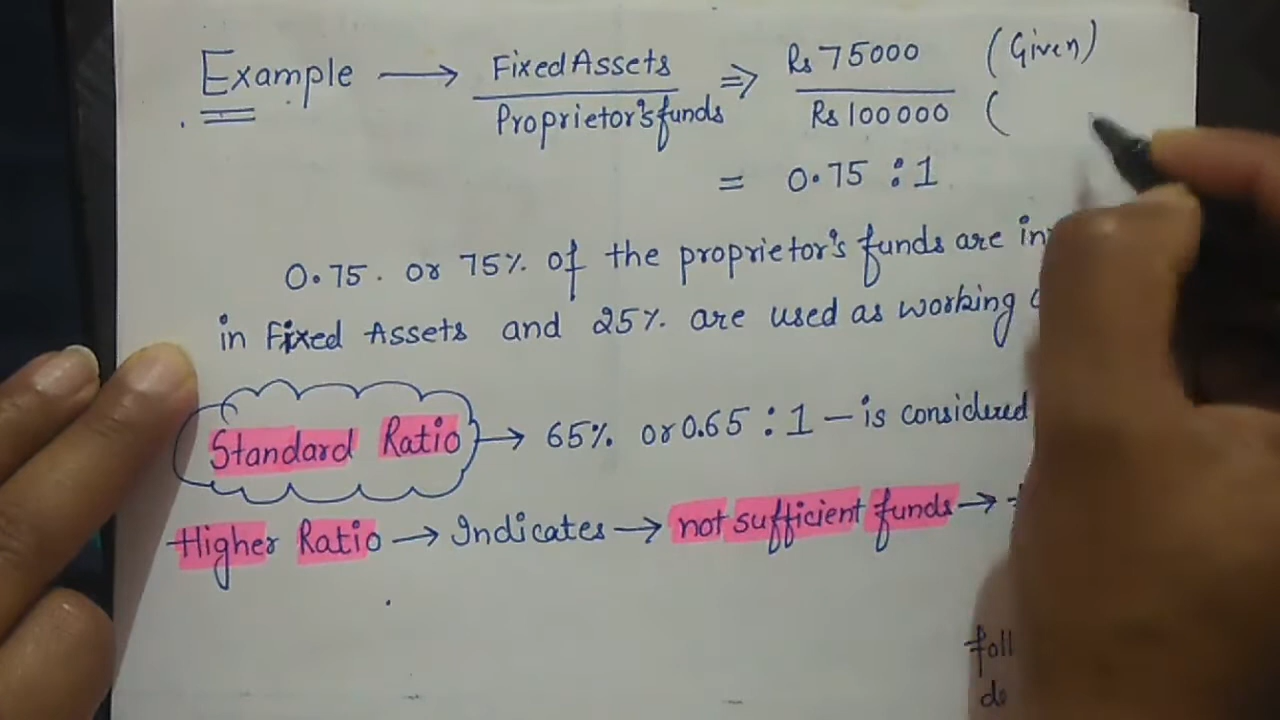 Example → Fixed Assets / Proprietor's funds ⇒ Rs 75000 / Rs 100000 (Given) (
= 0.75 : 1
0.75. or 75% of the proprietor's funds are
in Fixed Assets and 25% are used as working
Standard Ratio → 65% or 0.65 : 1 – is considered
Higher Ratio → Indicates → not sufficient funds →